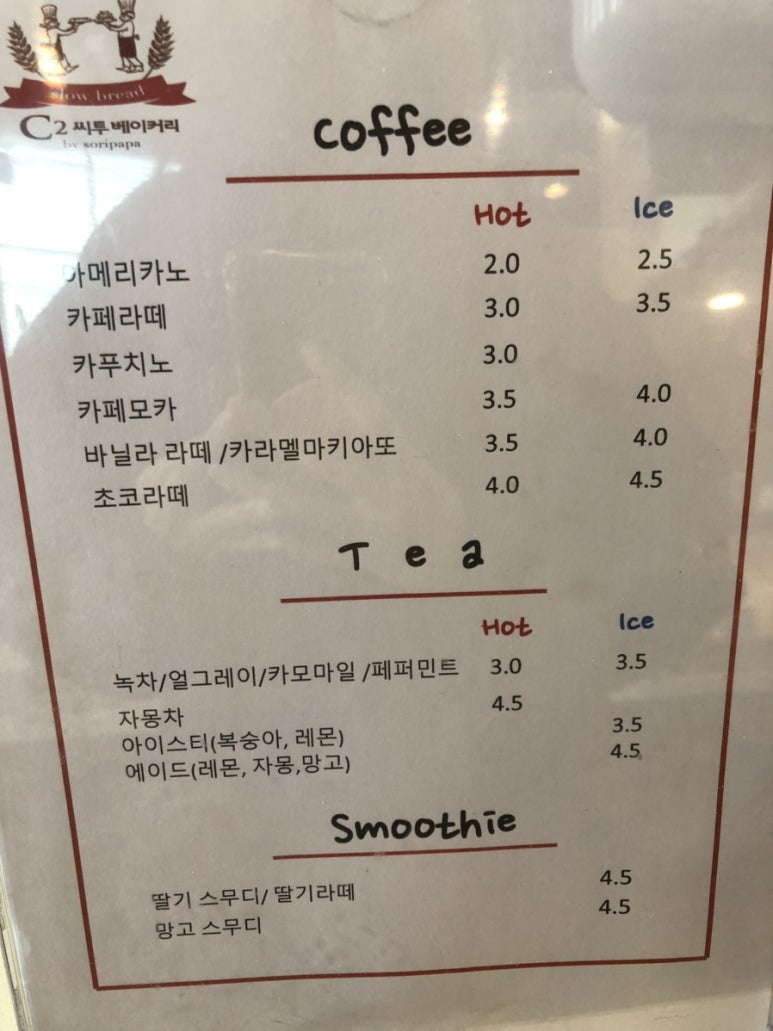 Slow bread
C2 씨투 베이커리
by soripapa
Coffee
Hot Ice
아메리카노 2.0 2.5
카페라떼 3.0 3.5
카푸치노 3.0
카페모카 3.5 4.0
바닐라 라떼 /카라멜마키아또 3.5 4.0
초코라떼 4.0 4.5
Tea
Hot Ice
녹차/얼그레이/카모마일 /페퍼민트 3.0 3.5
자몽차 4.5
아이스티(복숭아, 레몬) 3.5
에이드(레몬, 자몽,망고) 4.5
Smoothie
딸기 스무디/ 딸기라떼 4.5
망고 스무디 4.5